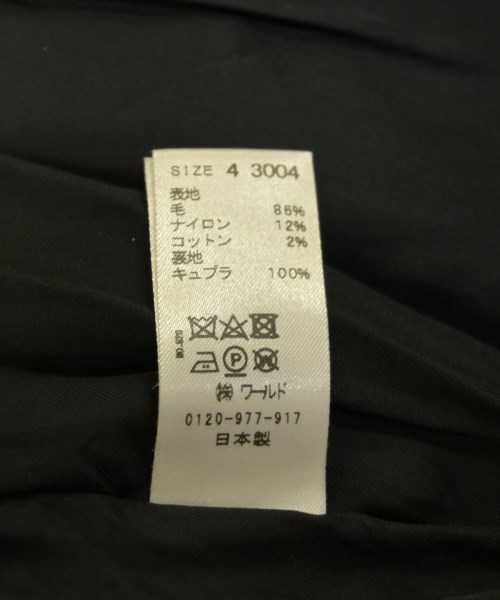 SIZE 4 3004
表地
毛 86%
ナイロン 12%
コットン 2%
裏地
キュプラ 100%
P
W
㈱ ワールド
0120-977-917
日本製